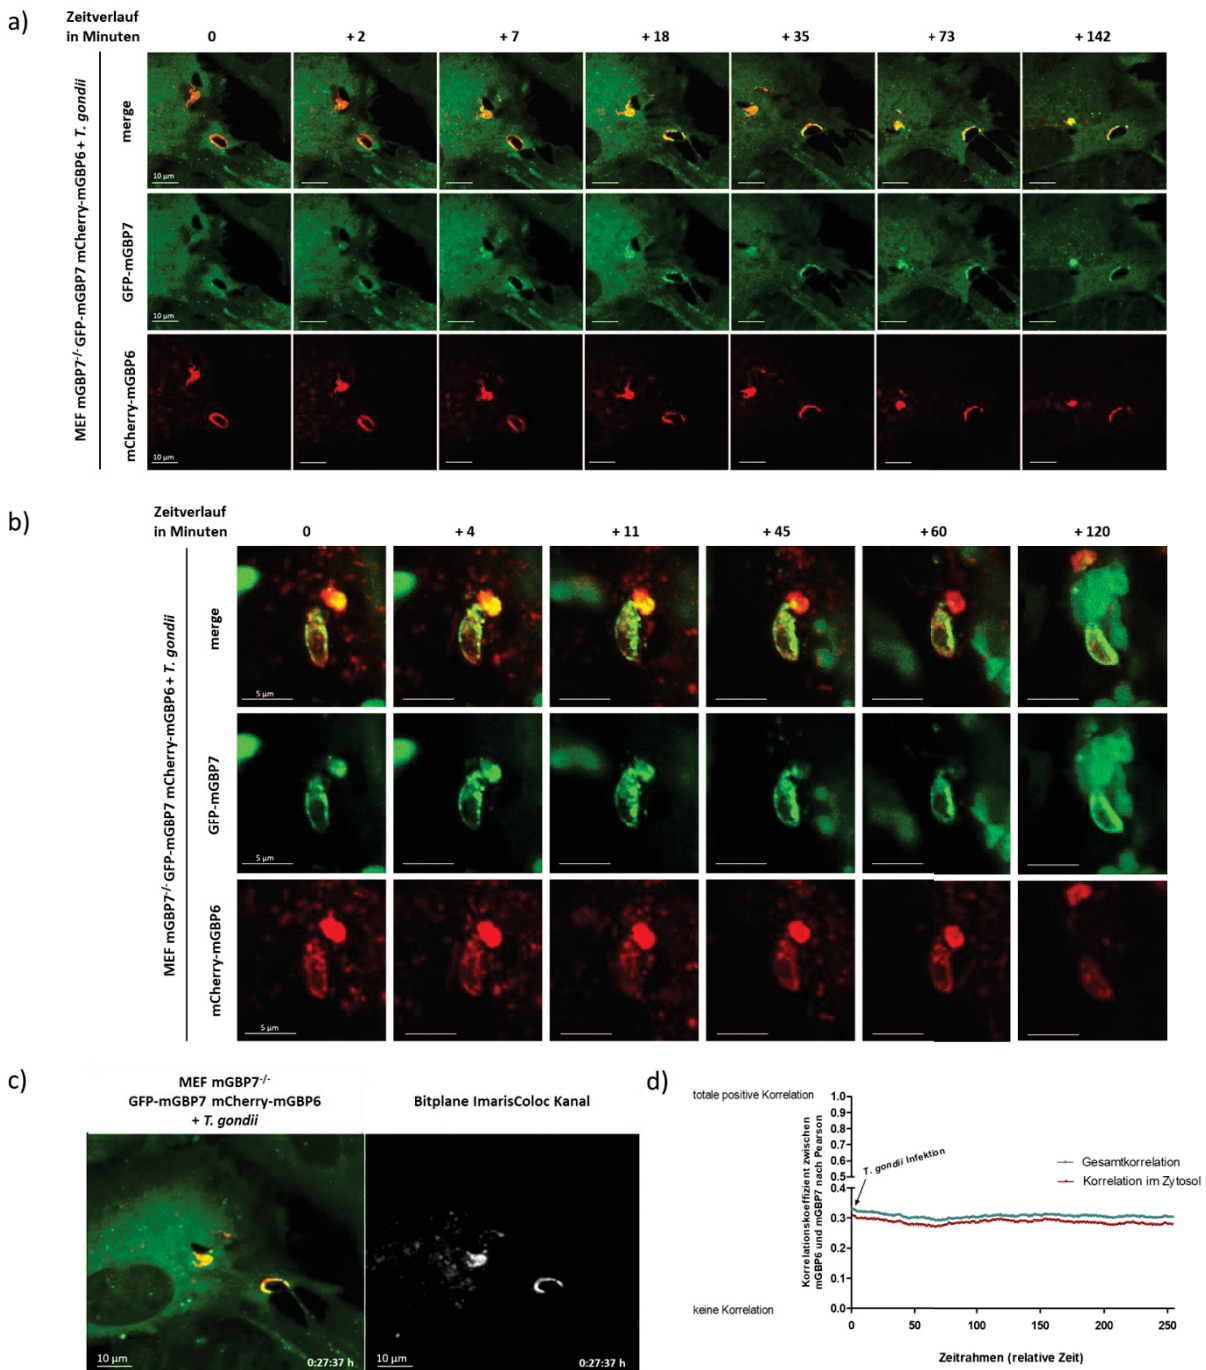 a)
Zeitverlauf
in Minuten
0
+ 2
+ 7
+ 18
+ 35
+ 73
+ 142
MEF mGBP7-/- GFP-mGBP7 mCherry-mGBP6 + T. gondii
merge
10 µm
GFP-mGBP7
10 µm
mCherry-mGBP6
10 µm
b)
Zeitverlauf
in Minuten
0
+ 4
+ 11
+ 45
+ 60
+ 120
MEF mGBP7-/- GFP-mGBP7 mCherry-mGBP6 + T. gondii
merge
5 µm
GFP-mGBP7
5 µm
mCherry-mGBP6
5 µm
c)
MEF mGBP7-/-
GFP-mGBP7 mCherry-mGBP6
+ T. gondii
Bitplane ImarisColoc Kanal
10 µm
0:27:37 h
10 µm
0:27:37 h
d)
totale positive Korrelation
keine Korrelation
Korrelationskoeffizient zwischen
mGBP6 und mGBP7 nach Pearson
1.0
0.9
0.8
0.7
0.6
0.5
0.4
0.3
0.2
0.1
0.0
T. gondii Infektion
Gesamtkorrelation
Korrelation im Zytosol
0
50
100
150
200
250
Zeitrahmen (relative Zeit)